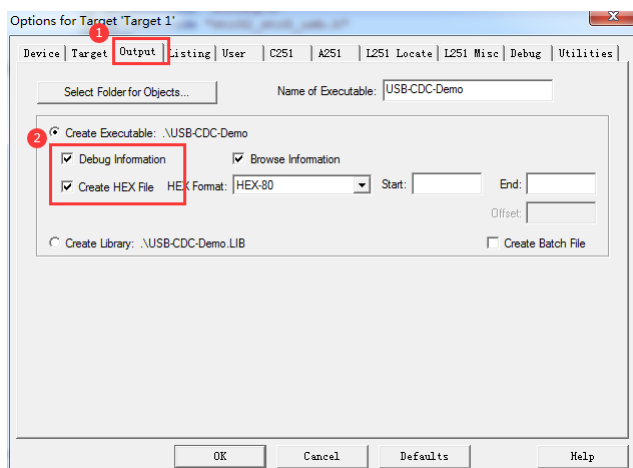 Options for Target 'Target 1'
1
Device Target Output Listing User C251 A251 L251 Locate L251 Misc Debug Utilities
Select Folder for Objects... Name of Executable: USB-CDC-Demo
2
Create Executable: .\USB-CDC-Demo
Debug Information Browse Information
Create HEX File HEX Format: HEX-80 Start: End:
Offset:
Create Library: .\USB-CDC-Demo.LIB Create Batch File
OK Cancel Defaults Help